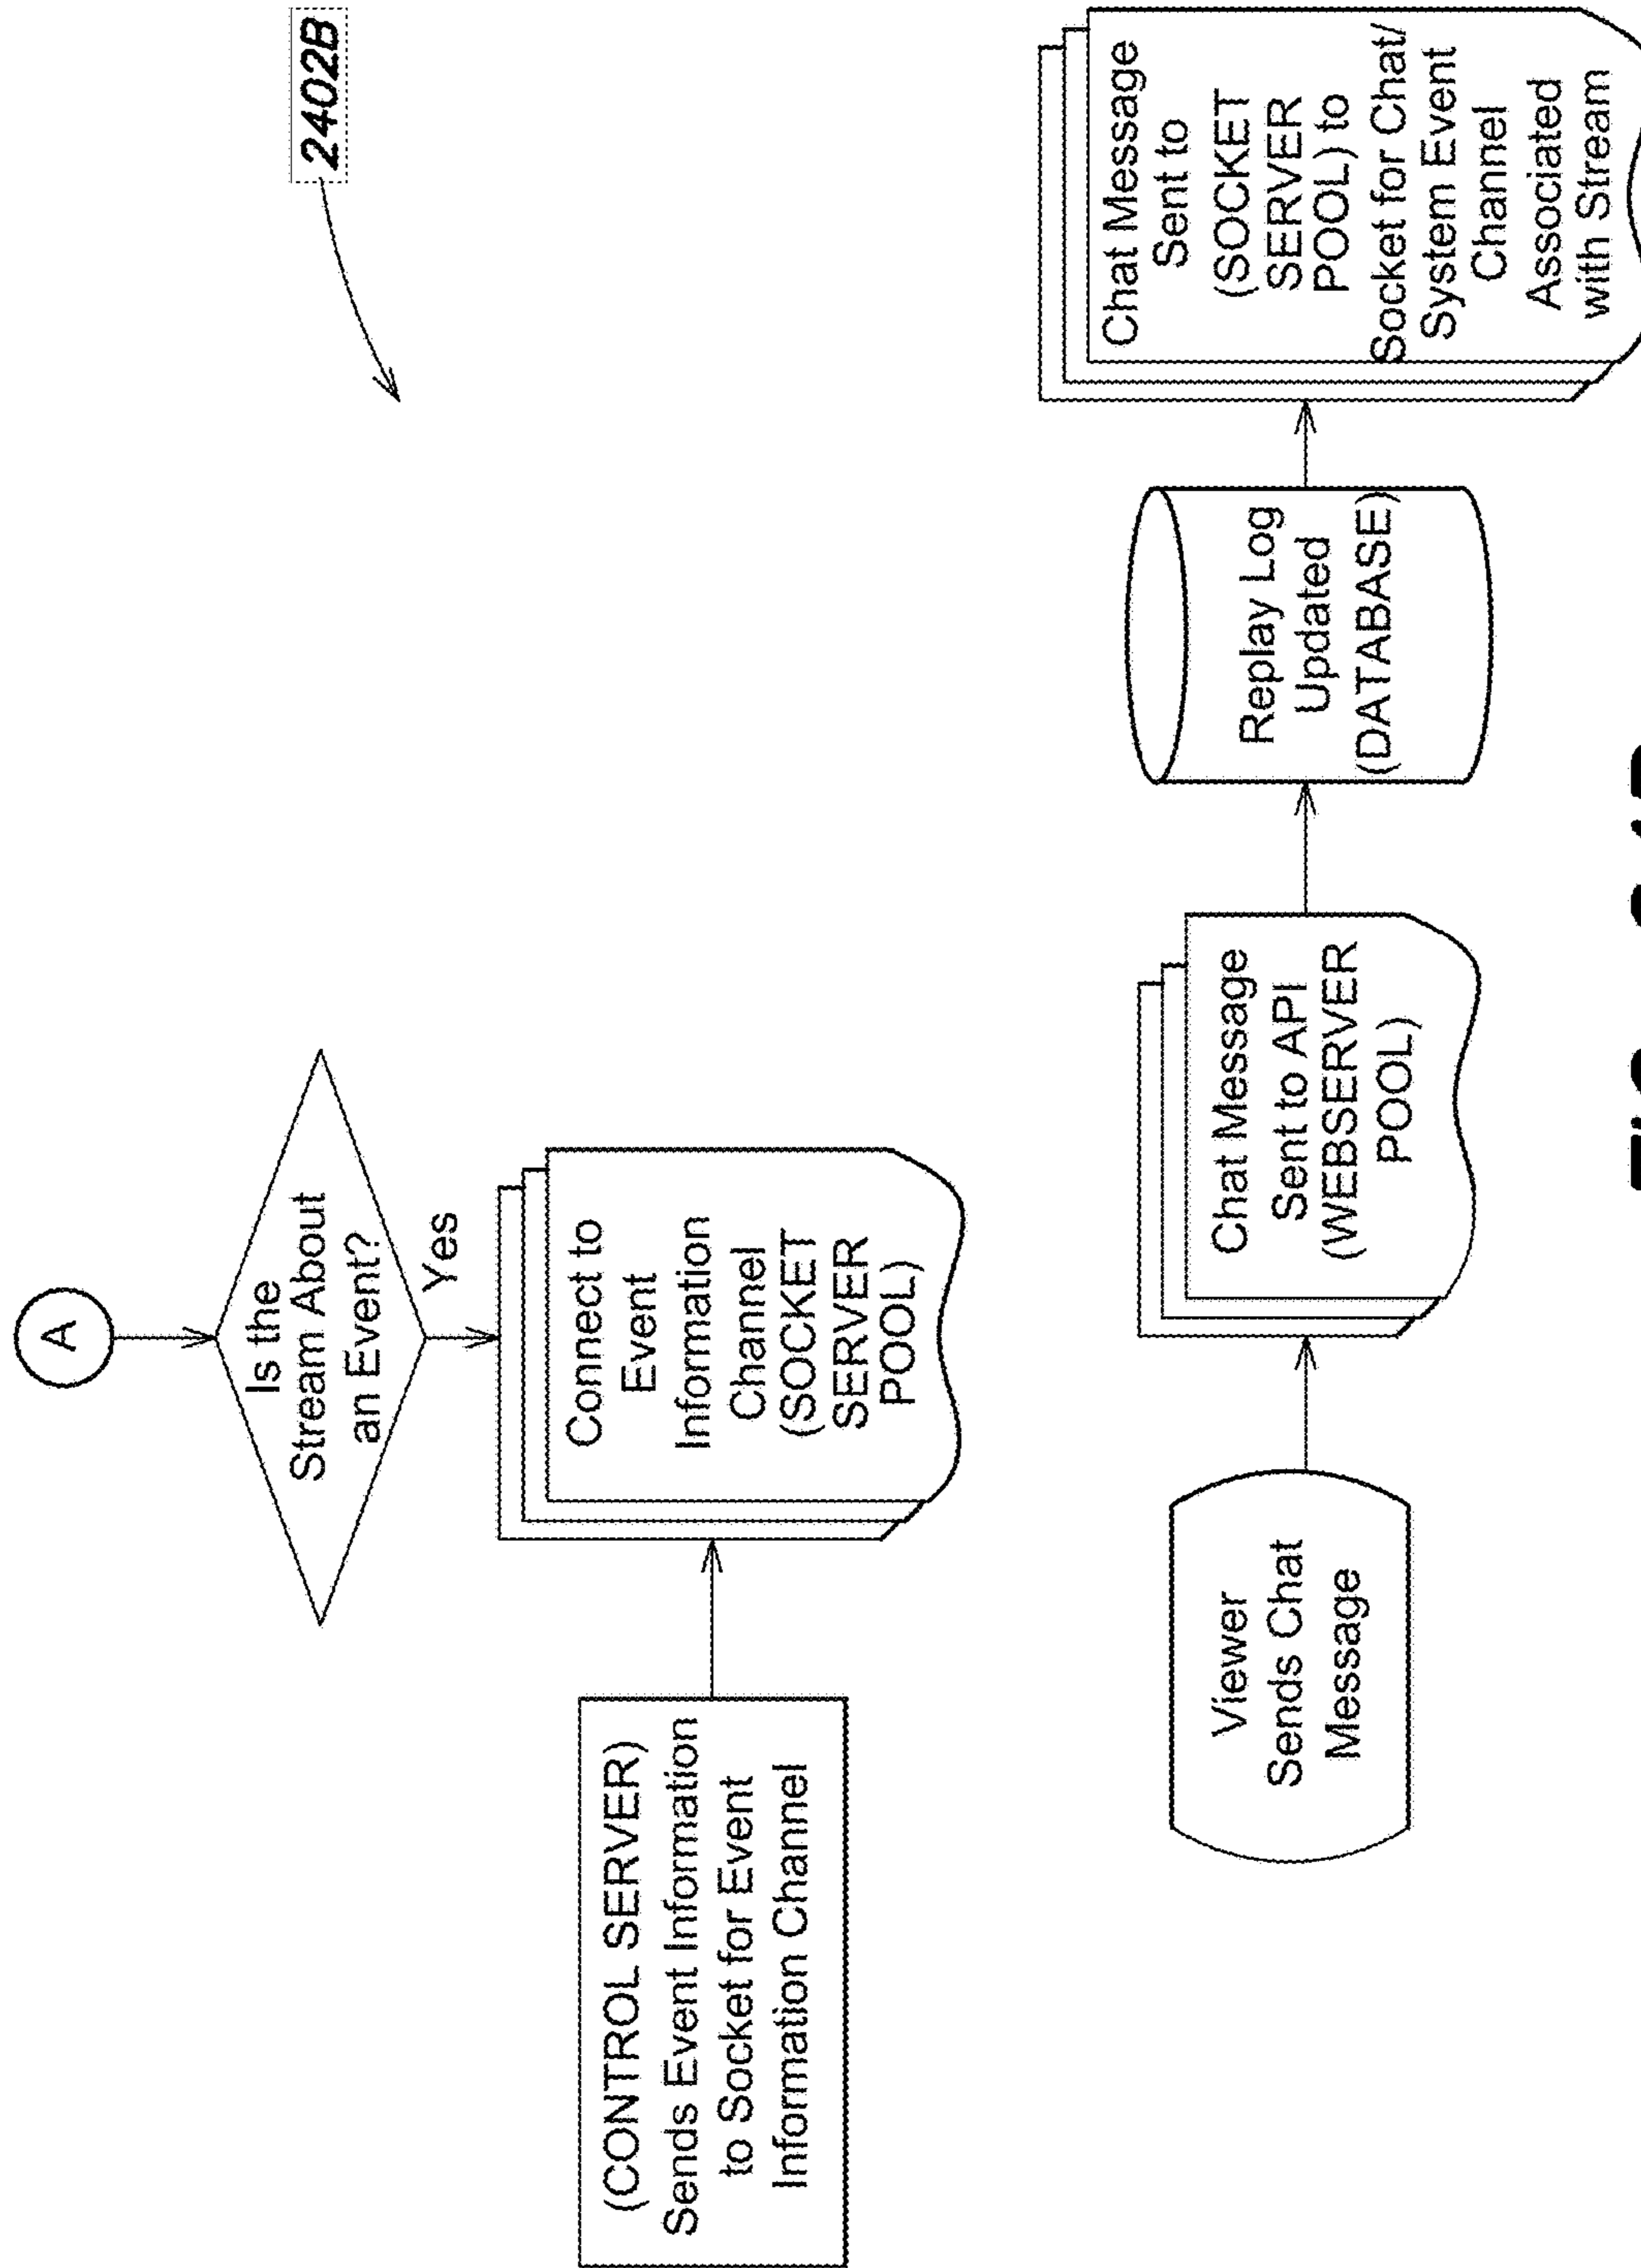 2402B
A
Is the
Stream About
an Event?
Yes
(CONTROL SERVER)
Sends Event Information
to Socket for Event
Information Channel
Connect to
Event
Information
Channel
(SOCKET
SERVER
POOL)
Viewer
Sends Chat
Message
Chat Message
Sent to API
(WEBSERVER
POOL)
Replay Log
Updated
(DATABASE)
Chat Message
Sent to
(SOCKET
SERVER
POOL) to
Socket for Chat/
System Event
Channel
Associated
with Stream